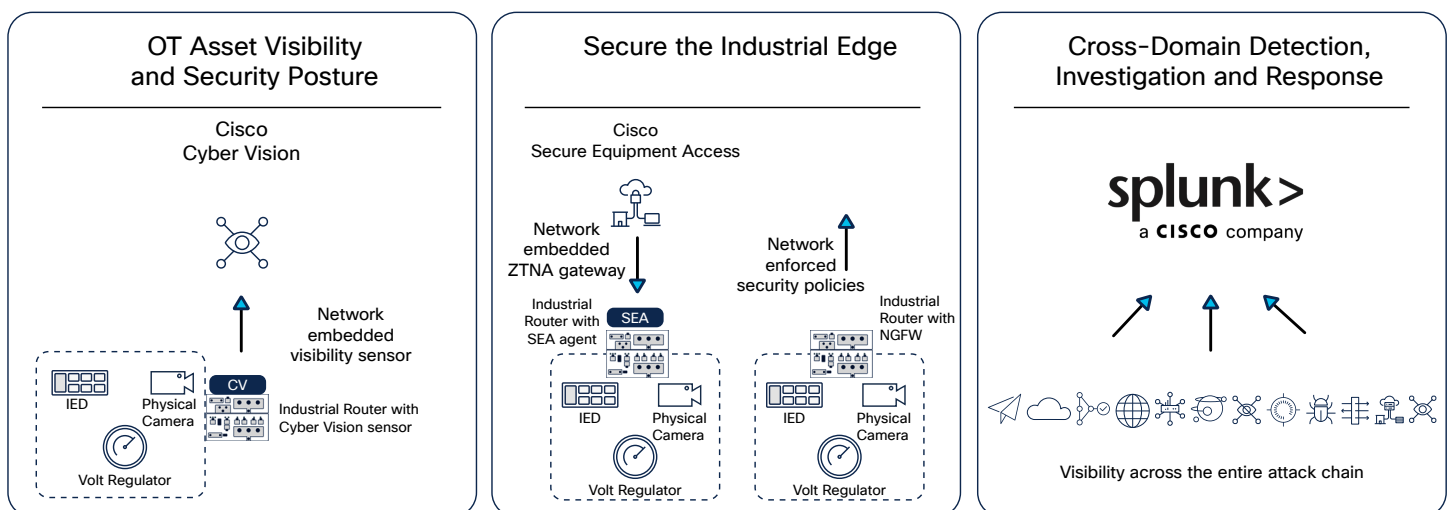 OT Asset Visibility
and Security Posture
Cisco
Cyber Vision
Network
embedded
visibility sensor
CV
IED
Physical
Camera
Industrial Router with
Cyber Vision sensor
Volt Regulator
Secure the Industrial Edge
Cisco
Secure Equipment Access
Network
embedded
ZTNA gateway
Industrial
Router with
SEA agent
SEA
IED
Physical
Camera
Volt Regulator
Network
enforced
security policies
Industrial
Router with
NGFW
IED
Physical
Camera
Volt Regulator
Cross-Domain Detection,
Investigation and Response
splunk>
a CISCO company
Visibility across the entire attack chain